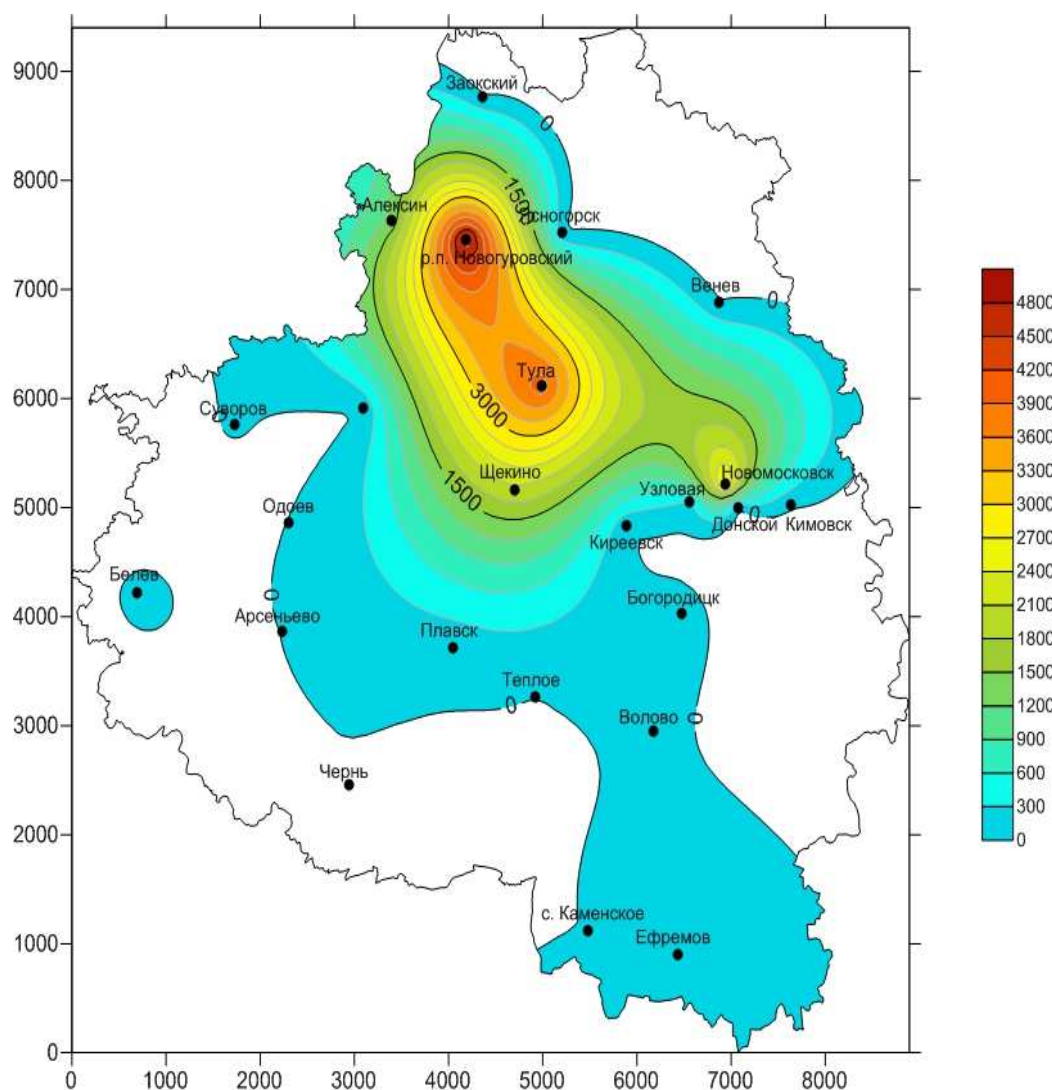 9000
Заокский
0
8000
1500
Алексин
Ясногорск
р.п. Новогуровский
7000
Венев
0
4800
4500
4200
3900
3600
3300
3000
2700
2400
2100
1800
1500
1200
900
600
300
0
Тула
6000
Суворов
0
3000
Щекино
1500
Новомосковск
Узловая
5000
Одоев
0
Донской Кимовск
Киреевск
Белев
0
Богородицк
4000
Арсеньево
Плавск
Теплое
0
3000
Волово
0
Чернь
2000
с. Каменское
1000
Ефремов
0
0 1000 2000 3000 4000 5000 6000 7000 8000